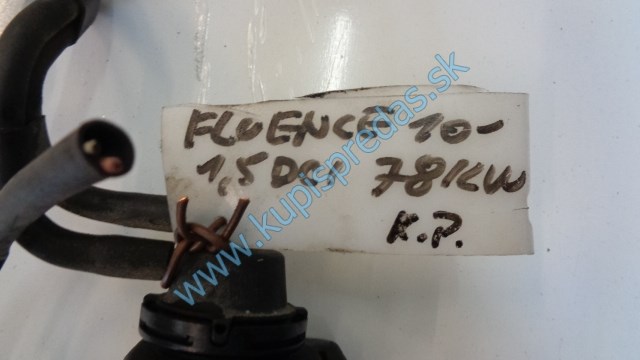 FLUENCE 10-
1,5 DCI 78KW
K.P.
www.kupispredas.sk